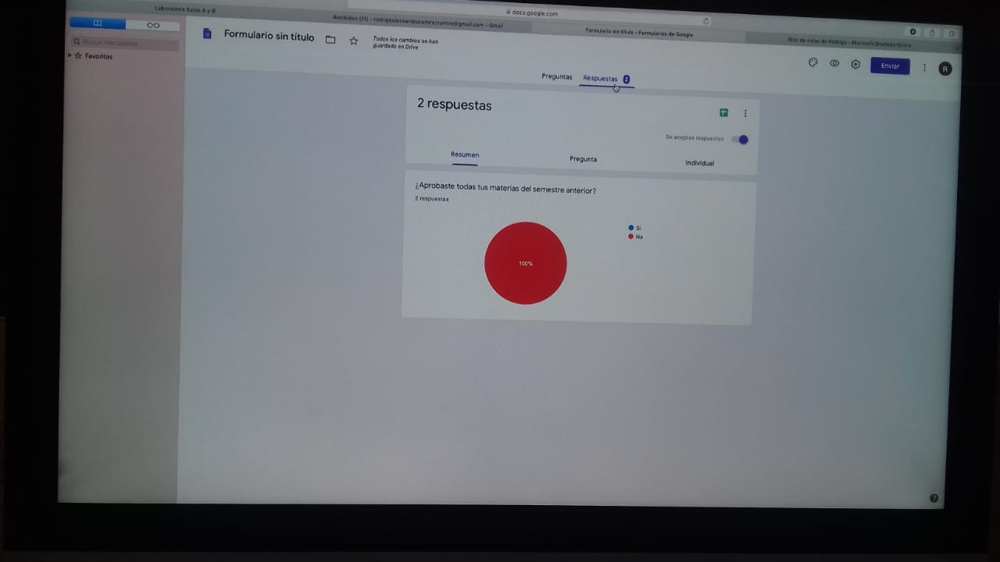 docs.google.com
Laboratorio Salas A y B
Recibidos (11) - rodrigoalessandroramirezramire@gmail.com - Gmail
Formulario sin título - Formularios de Google
Bloc de notas de Rodrigo - Microsoft OneNote Online
Buscar marcadores
Favoritos
Formulario sin título
Todos los cambios se han
guardado en Drive
Enviar
R
Preguntas
Respuestas 2
2 respuestas
Se aceptan respuestas
Resumen
Pregunta
Individual
¿Aprobaste todas tus materias del semestre anterior?
2 respuestas
Sí
No
100%